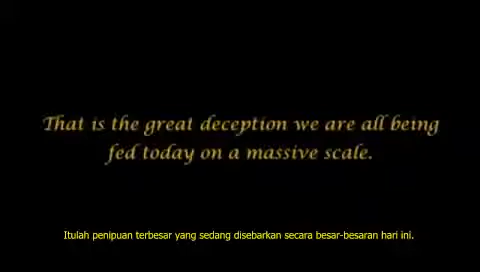 That is the great deception we are all being
fed today on a massive scale.
Itulah penipuan terbesar yang sedang disebarkan secara besar-besaran hari ini.